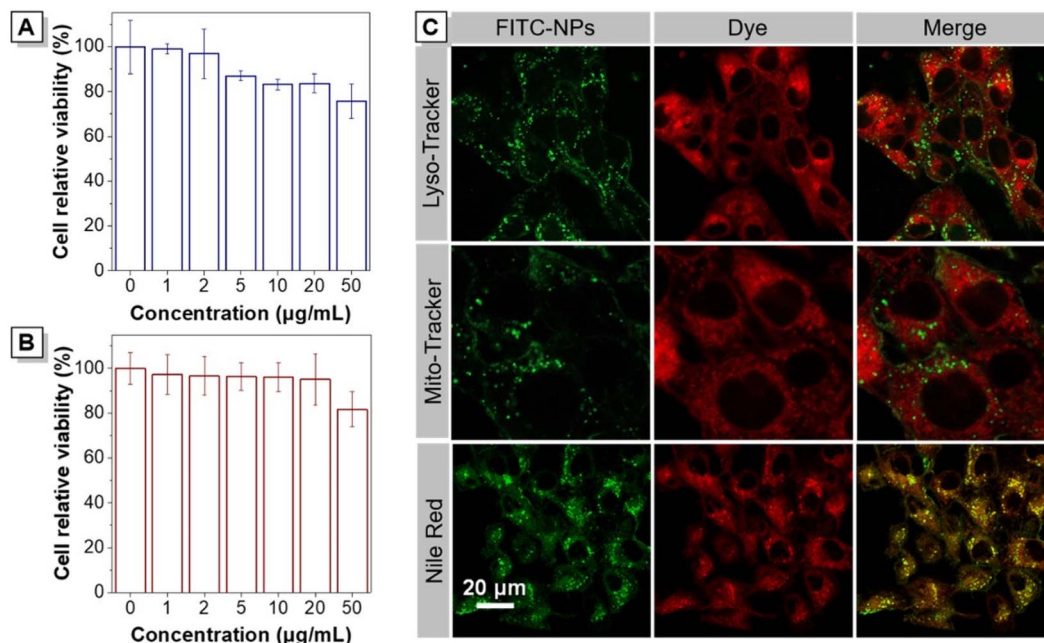 A
Cell relative viability (%)
100
80
60
40
20
0
0 1 2 5 10 20 50
Concentration (µg/mL)
B
Cell relative viability (%)
100
80
60
40
20
0
0 1 2 5 10 20 50
Concentration (µg/mL)
C
FITC-NPs Dye Merge
Lyso-Tracker
Mito-Tracker
Nile Red
20 µm